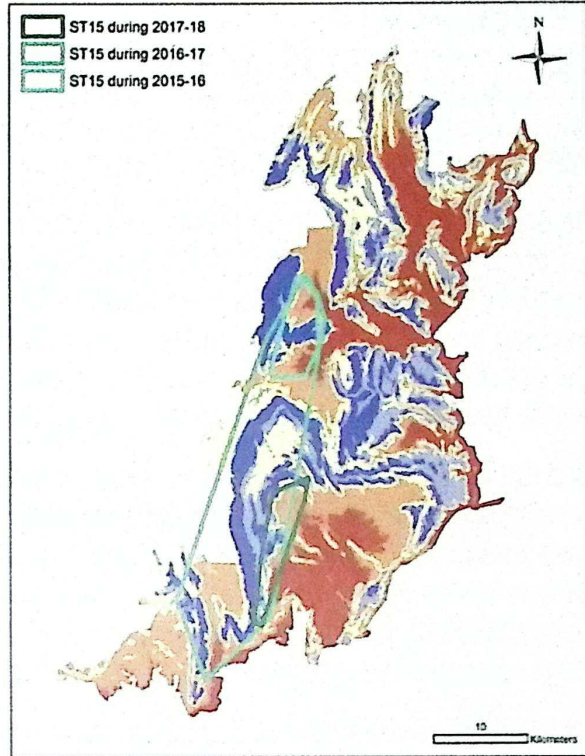 ST15 during 2017-18
ST15 during 2016-17
ST15 during 2015-16
N
10
Kilometers